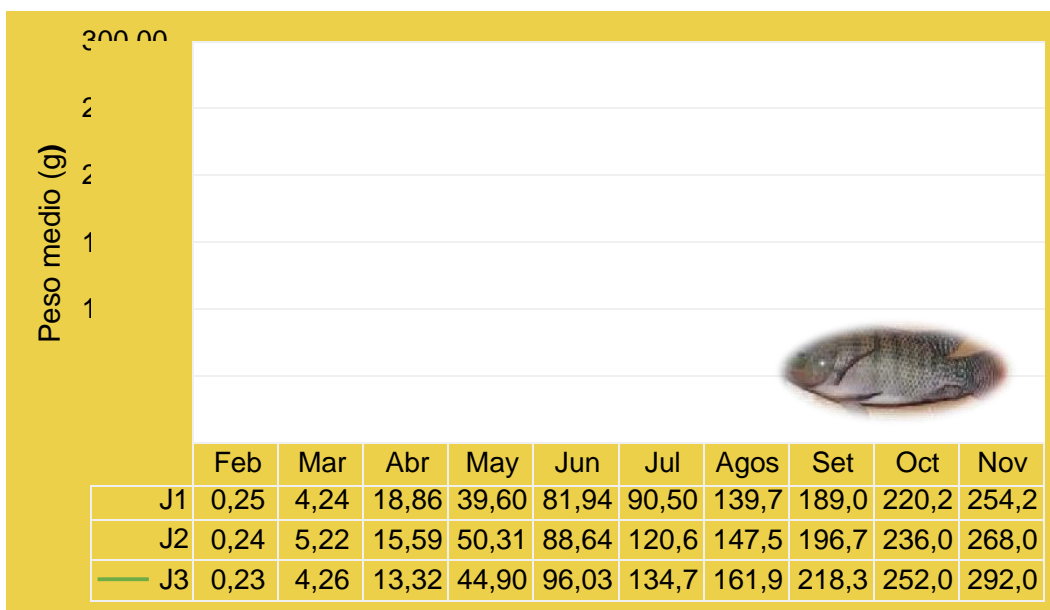 300,00
Peso medio (g)
Feb Mar Abr May Jun Jul Agos Set Oct Nov
J1 0,25 4,24 18,86 39,60 81,94 90,50 139,7 189,0 220,2 254,2
J2 0,24 5,22 15,59 50,31 88,64 120,6 147,5 196,7 236,0 268,0
J3 0,23 4,26 13,32 44,90 96,03 134,7 161,9 218,3 252,0 292,0